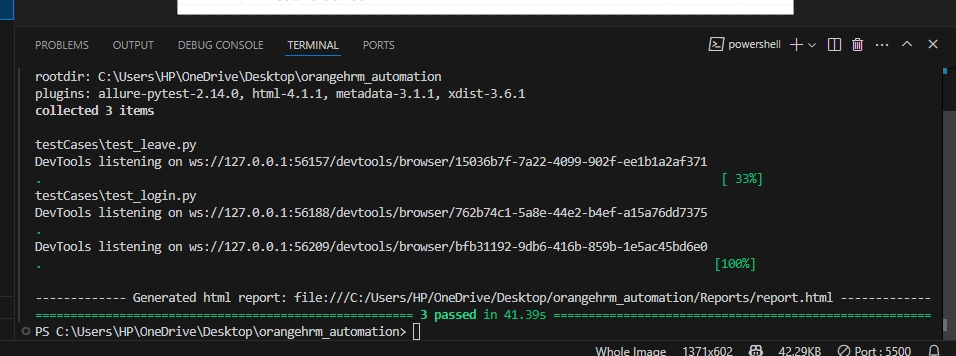 PROBLEMS OUTPUT DEBUG CONSOLE TERMINAL PORTS powershell
rootdir: C:\Users\HP\OneDrive\Desktop\orangehrm_automation
plugins: allure-pytest-2.14.0, html-4.1.1, metadata-3.1.1, xdist-3.6.1
collected 3 items
testCases\test_leave.py
DevTools listening on ws://127.0.0.1:56157/devtools/browser/15036b7f-7a22-4099-902f-ee1b1a2af371
. [ 33%]
testCases\test_login.py
DevTools listening on ws://127.0.0.1:56188/devtools/browser/762b74c1-5a8e-44e2-b4ef-a15a76dd7375
.
DevTools listening on ws://127.0.0.1:56209/devtools/browser/bfb31192-9db6-416b-859b-1e5ac45bd6e0
. [100%]
------------- Generated html report: file:///C:/Users/HP/OneDrive/Desktop/orangehrm_automation/Reports/report.html -------------
====================================================== 3 passed in 41.39s ======================================================
PS C:\Users\HP\OneDrive\Desktop\orangehrm_automation>
Whole Image 1371x602 42.29KB Port : 5500